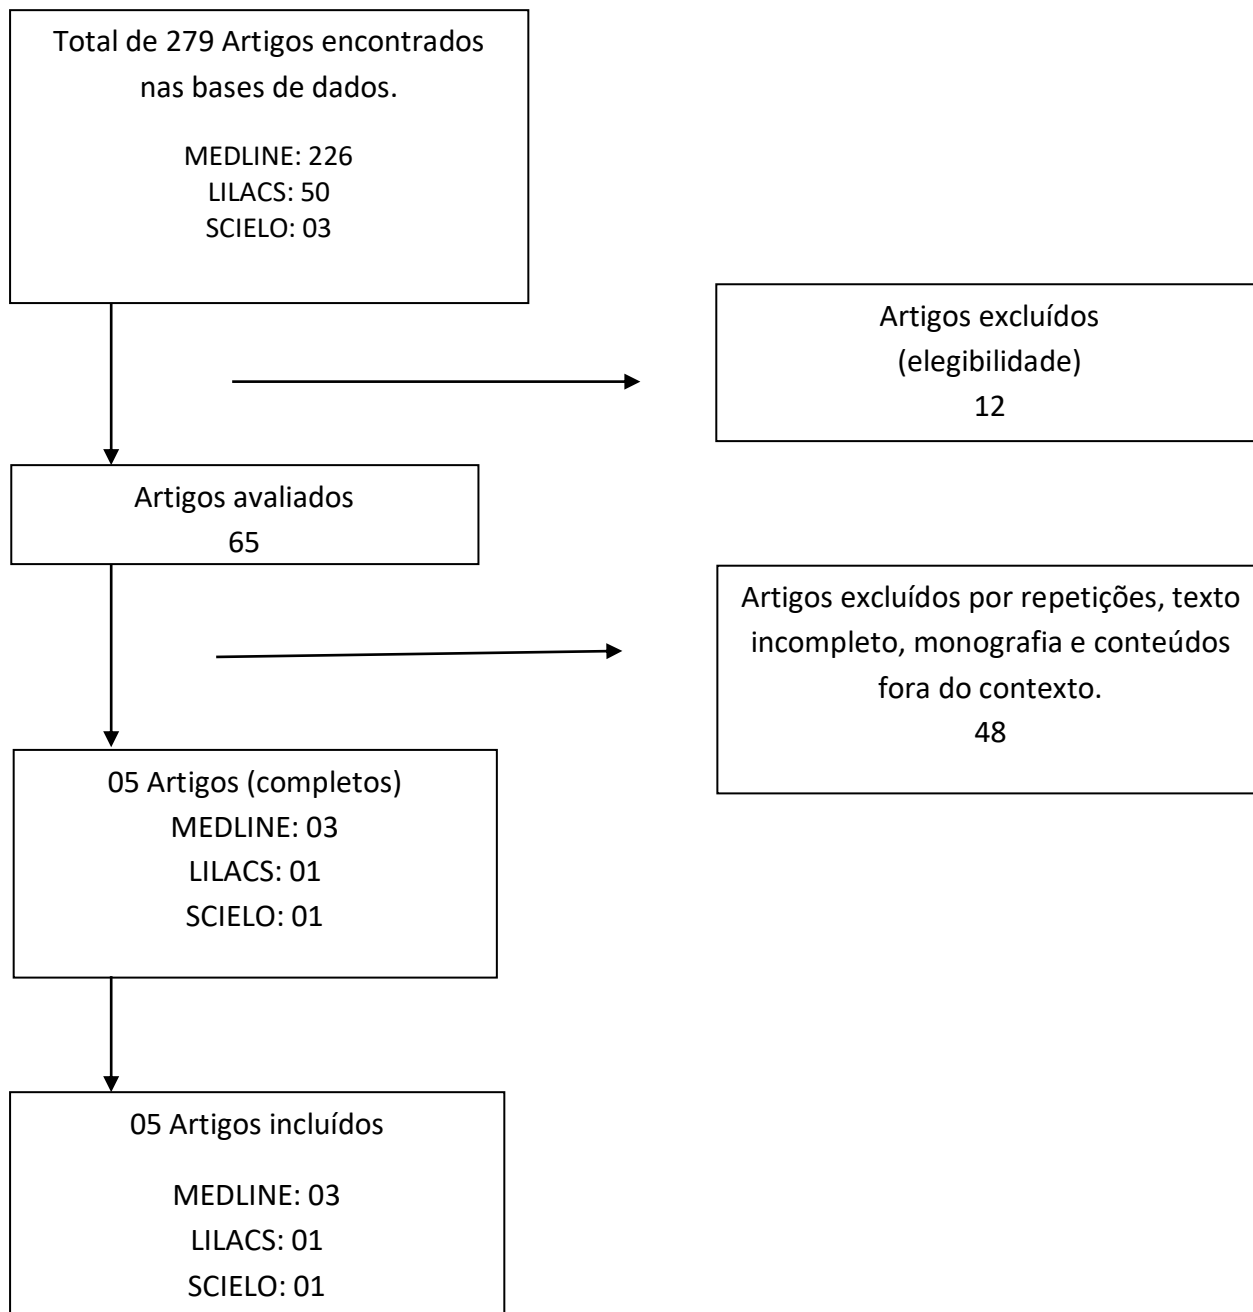 Total de 279 Artigos encontrados
nas bases de dados.
MEDLINE: 226
LILACS: 50
SCIELO: 03
Artigos excluídos
(elegibilidade)
12
Artigos avaliados
65
Artigos excluídos por repetições, texto
incompleto, monografia e conteúdos
fora do contexto.
48
05 Artigos (completos)
MEDLINE: 03
LILACS: 01
SCIELO: 01
05 Artigos incluídos
MEDLINE: 03
LILACS: 01
SCIELO: 01